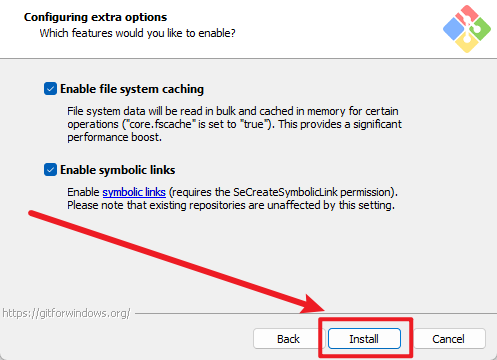 Configuring extra options
Which features would you like to enable?
Enable file system caching
File system data will be read in bulk and cached in memory for certain
operations ("core.fscache" is set to "true"). This provides a significant
performance boost.
Enable symbolic links
Enable symbolic links (requires the SeCreateSymbolicLink permission).
Please note that existing repositories are unaffected by this setting.
https://gitforwindows.org/
Back Install Cancel